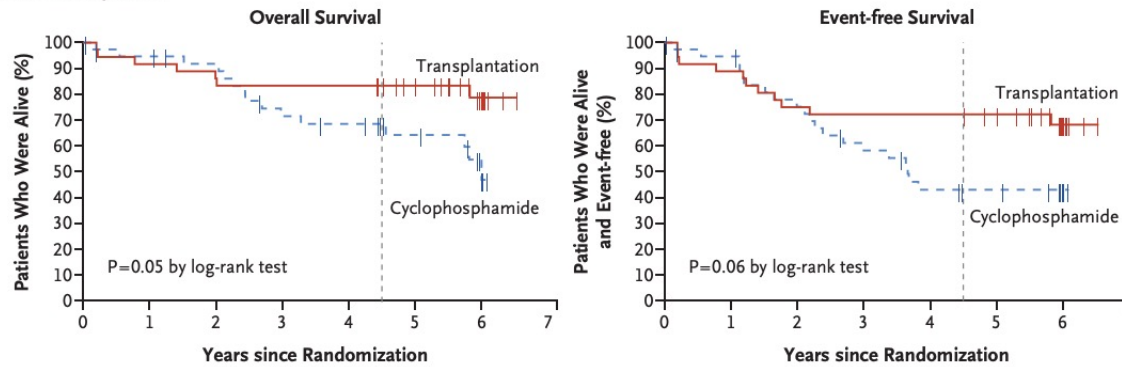 Overall Survival
Patients Who Were Alive (%)
100
90
80
70
60
50
40
30
20
10
0
Transplantation
Cyclophosphamide
P=0.05 by log-rank test
0 1 2 3 4 5 6 7
Years since Randomization
Event-free Survival
Patients Who Were Alive
and Event-free (%)
100
90
80
70
60
50
40
30
20
10
0
Transplantation
Cyclophosphamide
P=0.06 by log-rank test
0 1 2 3 4 5 6
Years since Randomization